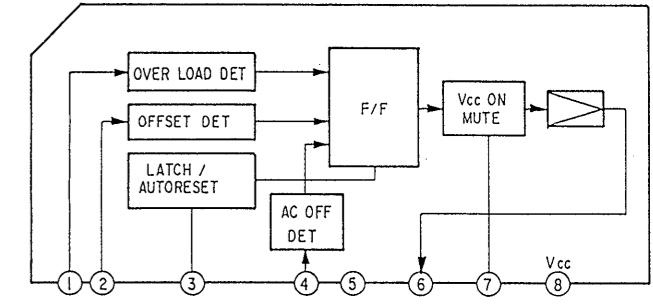 OVER LOAD DET
OFFSET DET
LATCH /
AUTORESET
F/F
Vcc ON
MUTE
AC OFF
DET
Vcc
1 2 3 4 5 6 7 8